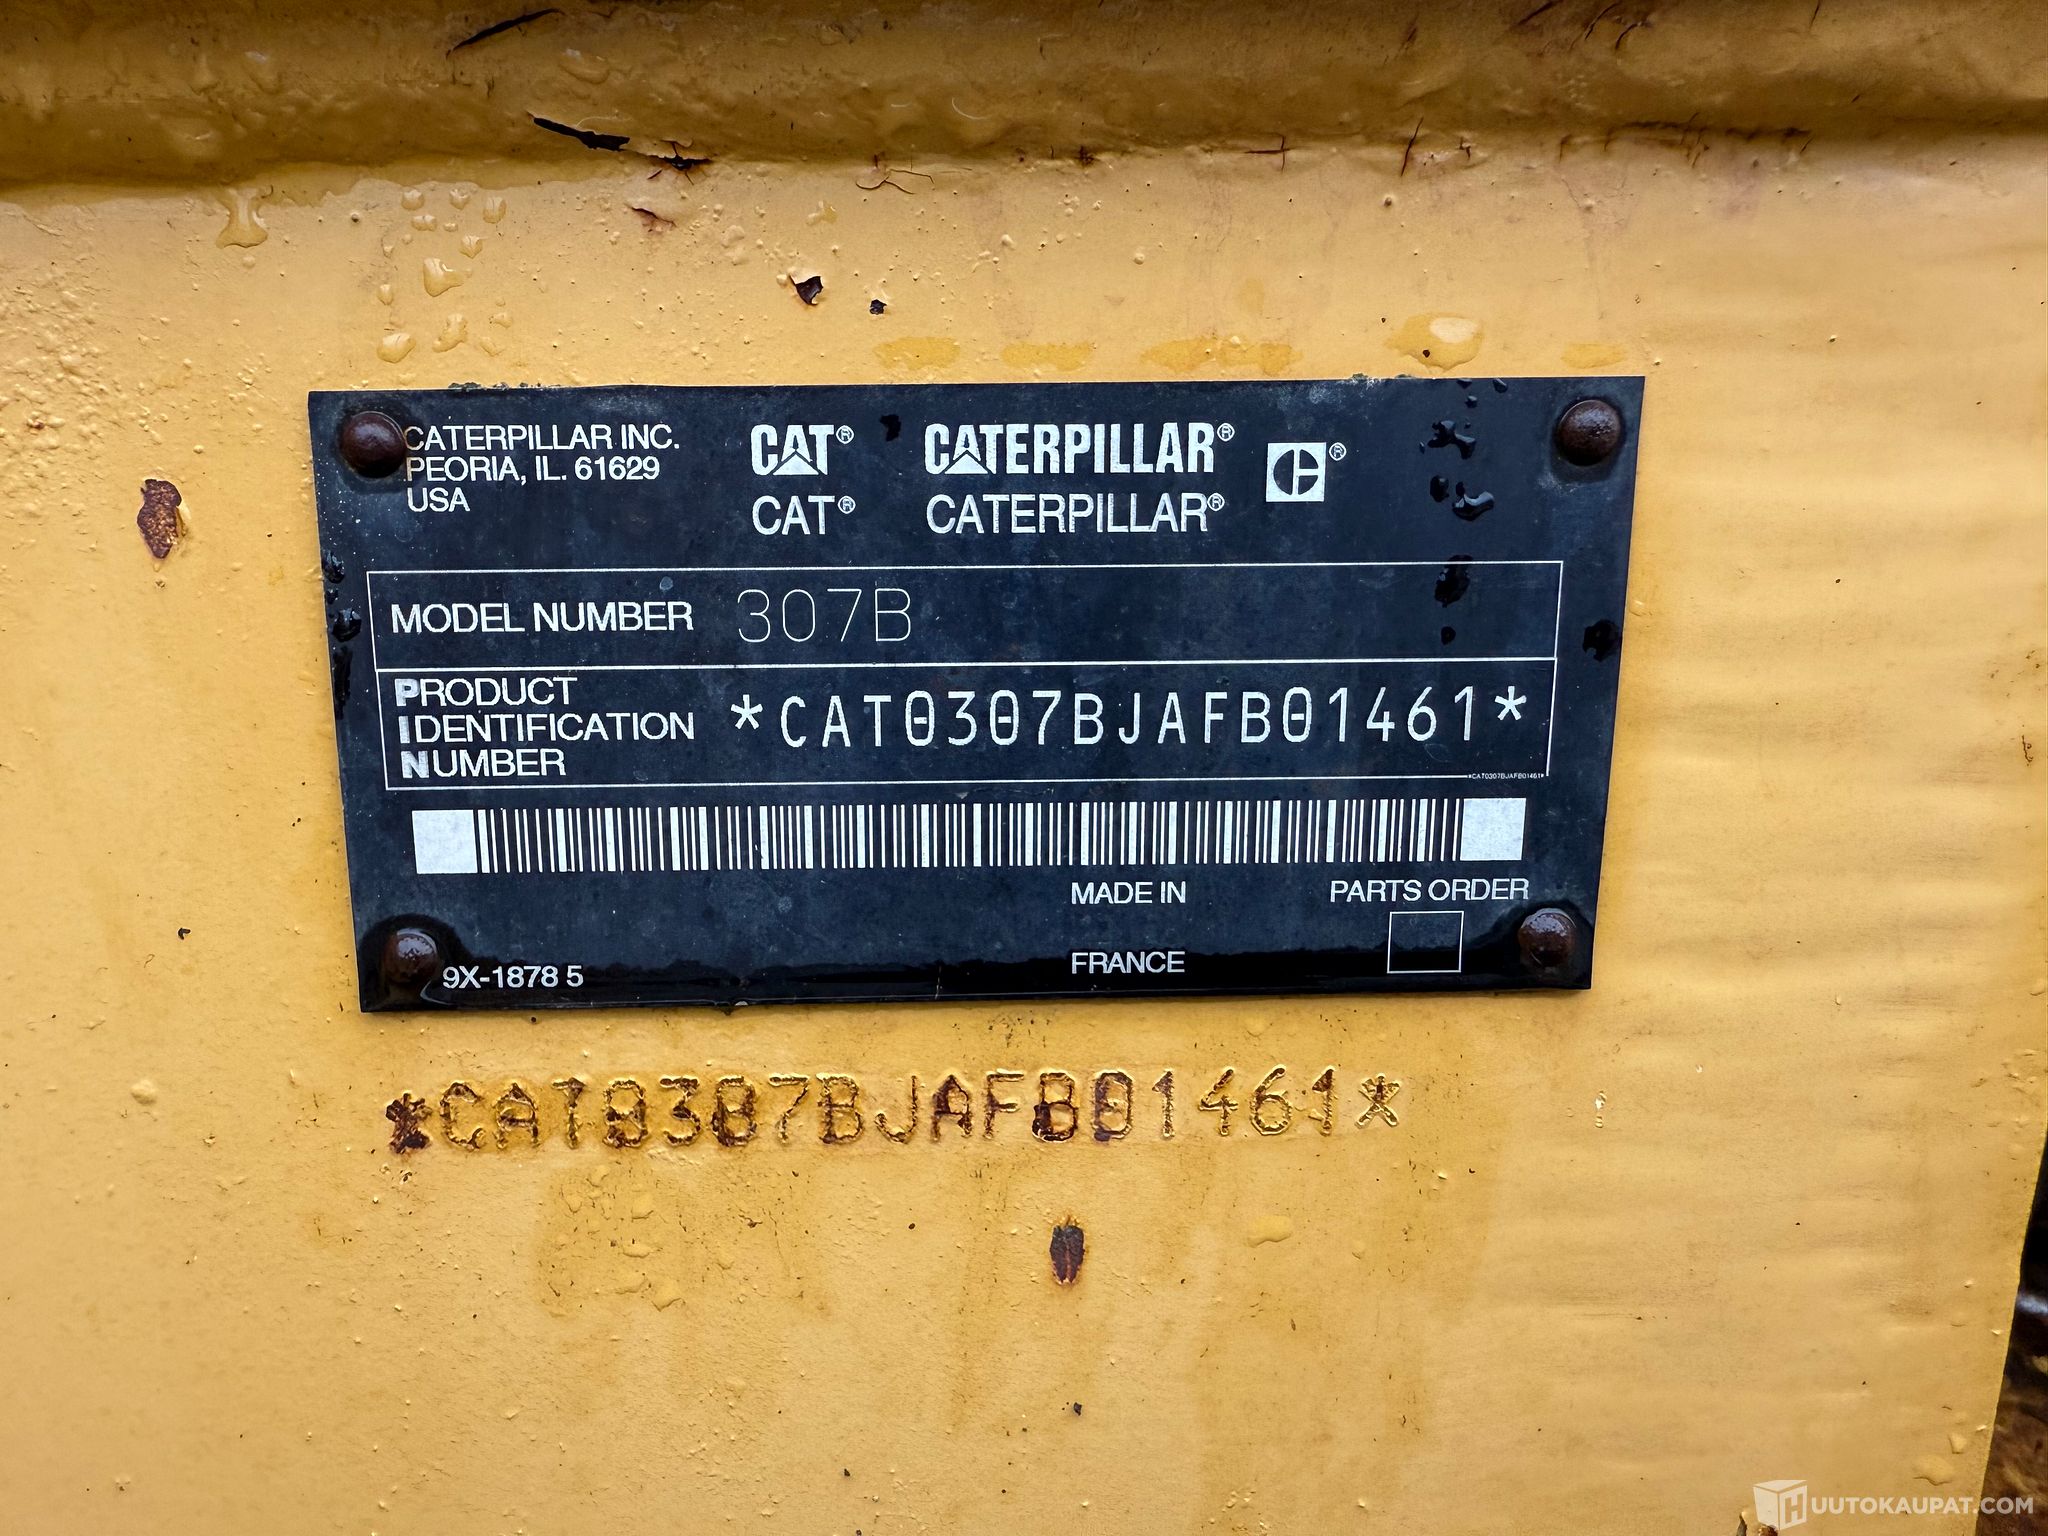 CATERPILLAR INC.
PEORIA, IL. 61629
USA
CAT® CATERPILLAR® ®
CAT® CATERPILLAR®
MODEL NUMBER 307B
PRODUCT
IDENTIFICATION
NUMBER
*CAT0307BJAFB01461*
*CAT0307BJAFB01461*
MADE IN
PARTS ORDER
FRANCE
9X-1878 5
*CAT0307BJAFB01461*
HUUTOKAUPAT.COM